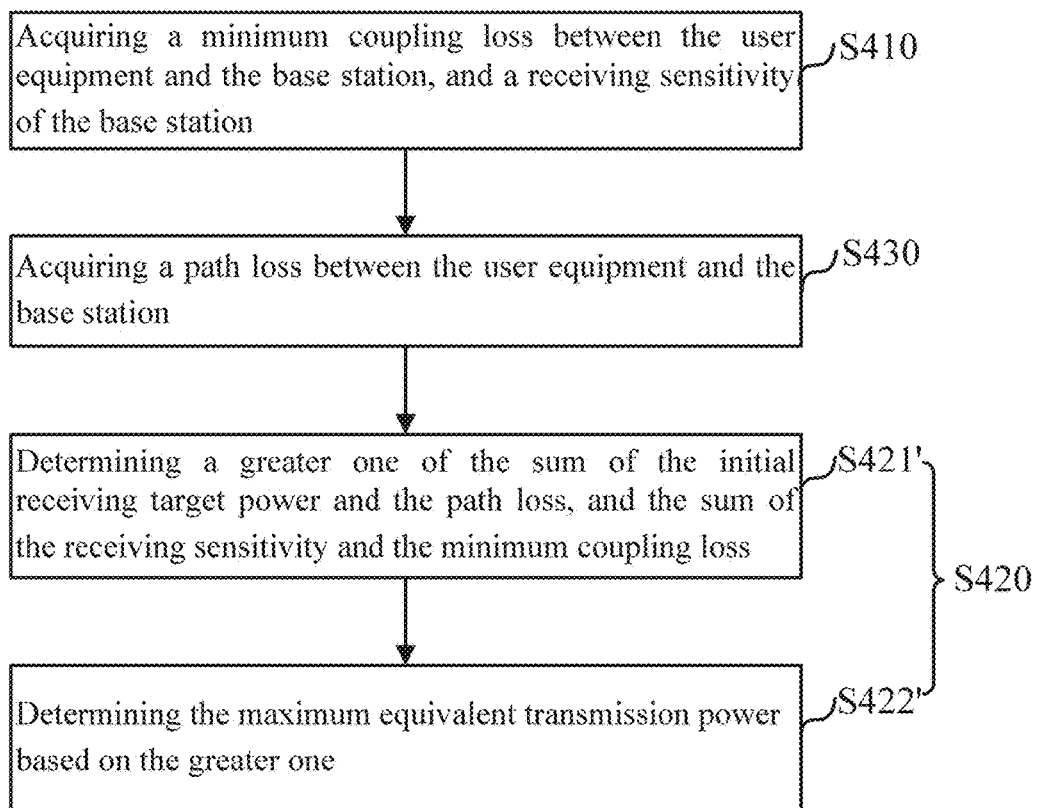 Acquiring a minimum coupling loss between the user
equipment and the base station, and a receiving sensitivity
of the base station
S410
Acquiring a path loss between the user equipment and the
base station
S430
Determining a greater one of the sum of the initial
receiving target power and the path loss, and the sum of
the receiving sensitivity and the minimum coupling loss
S421'
S420
Determining the maximum equivalent transmission power
based on the greater one
S422'